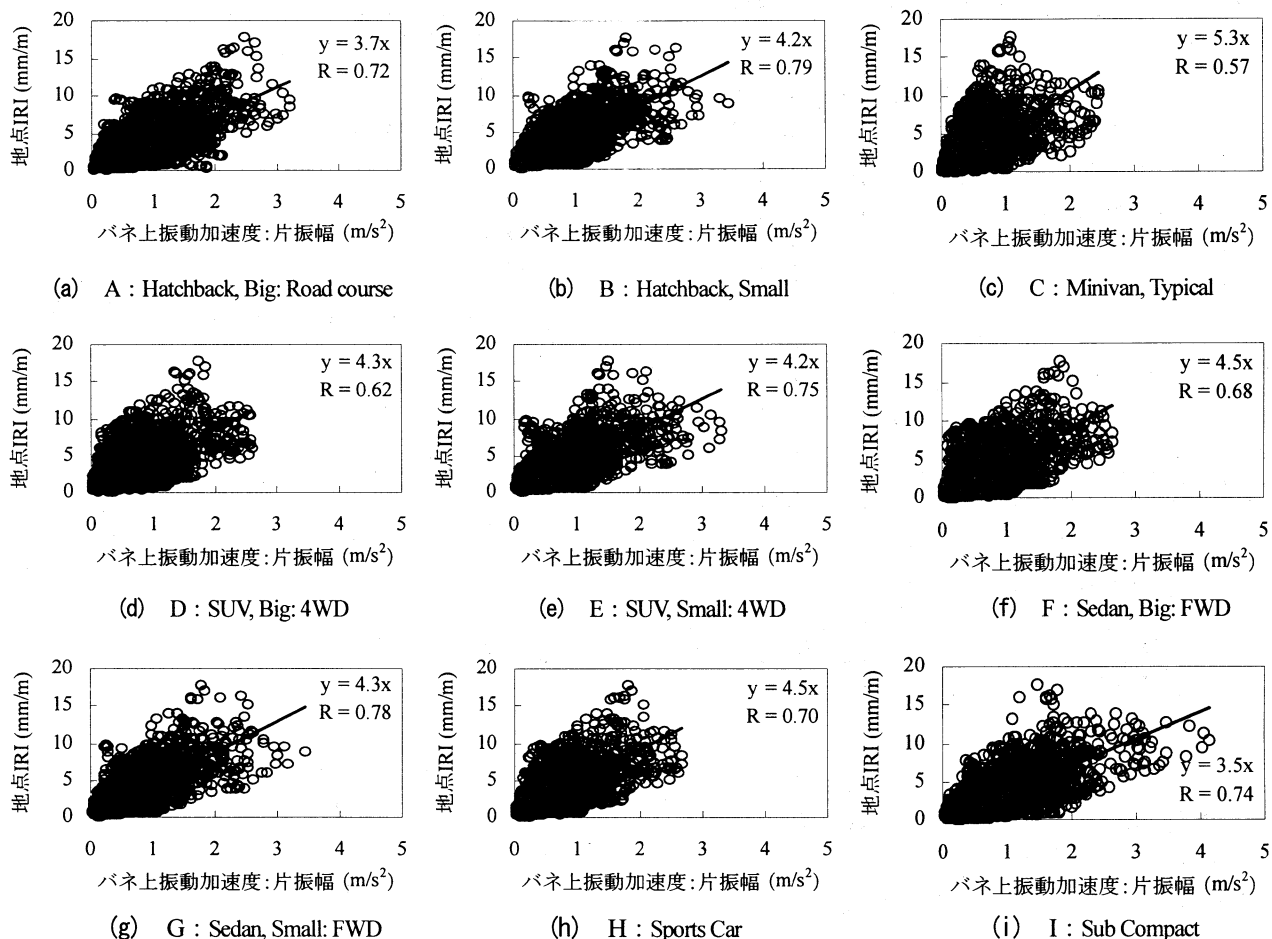 20
15
10
5
0
地点IRI (mm/m)
y = 3.7x
R = 0.72
0 1 2 3 4 5
バネ上振動加速度:片振幅 (m/s²)
(a) A : Hatchback, Big: Road course
20
15
10
5
0
地点IRI (mm/m)
y = 4.2x
R = 0.79
0 1 2 3 4 5
バネ上振動加速度:片振幅 (m/s²)
(b) B : Hatchback, Small
20
15
10
5
0
地点IRI (mm/m)
y = 5.3x
R = 0.57
0 1 2 3 4 5
バネ上振動加速度:片振幅 (m/s²)
(c) C : Minivan, Typical
20
15
10
5
0
地点IRI (mm/m)
y = 4.3x
R = 0.62
0 1 2 3 4 5
バネ上振動加速度:片振幅 (m/s²)
(d) D : SUV, Big: 4WD
20
15
10
5
0
地点IRI (mm/m)
y = 4.2x
R = 0.75
0 1 2 3 4 5
バネ上振動加速度:片振幅 (m/s²)
(e) E : SUV, Small: 4WD
20
15
10
5
0
地点IRI (mm/m)
y = 4.5x
R = 0.68
0 1 2 3 4 5
バネ上振動加速度:片振幅 (m/s²)
(f) F : Sedan, Big: FWD
20
15
10
5
0
地点IRI (mm/m)
y = 4.3x
R = 0.78
0 1 2 3 4 5
バネ上振動加速度:片振幅 (m/s²)
(g) G : Sedan, Small: FWD
20
15
10
5
0
地点IRI (mm/m)
y = 4.5x
R = 0.70
0 1 2 3 4 5
バネ上振動加速度:片振幅 (m/s²)
(h) H : Sports Car
20
15
10
5
0
地点IRI (mm/m)
y = 3.5x
R = 0.74
0 1 2 3 4 5
バネ上振動加速度:片振幅 (m/s²)
(i) I : Sub Compact